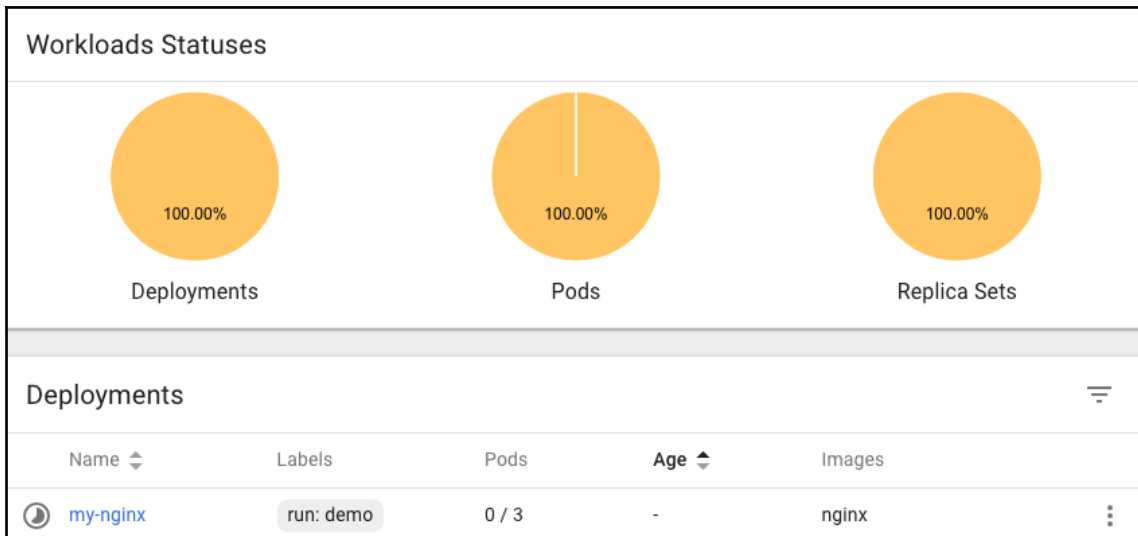 Workloads Statuses
100.00% 100.00% 100.00%
Deployments Pods Replica Sets
Deployments
Name Labels Pods Age Images
my-nginx run: demo 0 / 3 - nginx